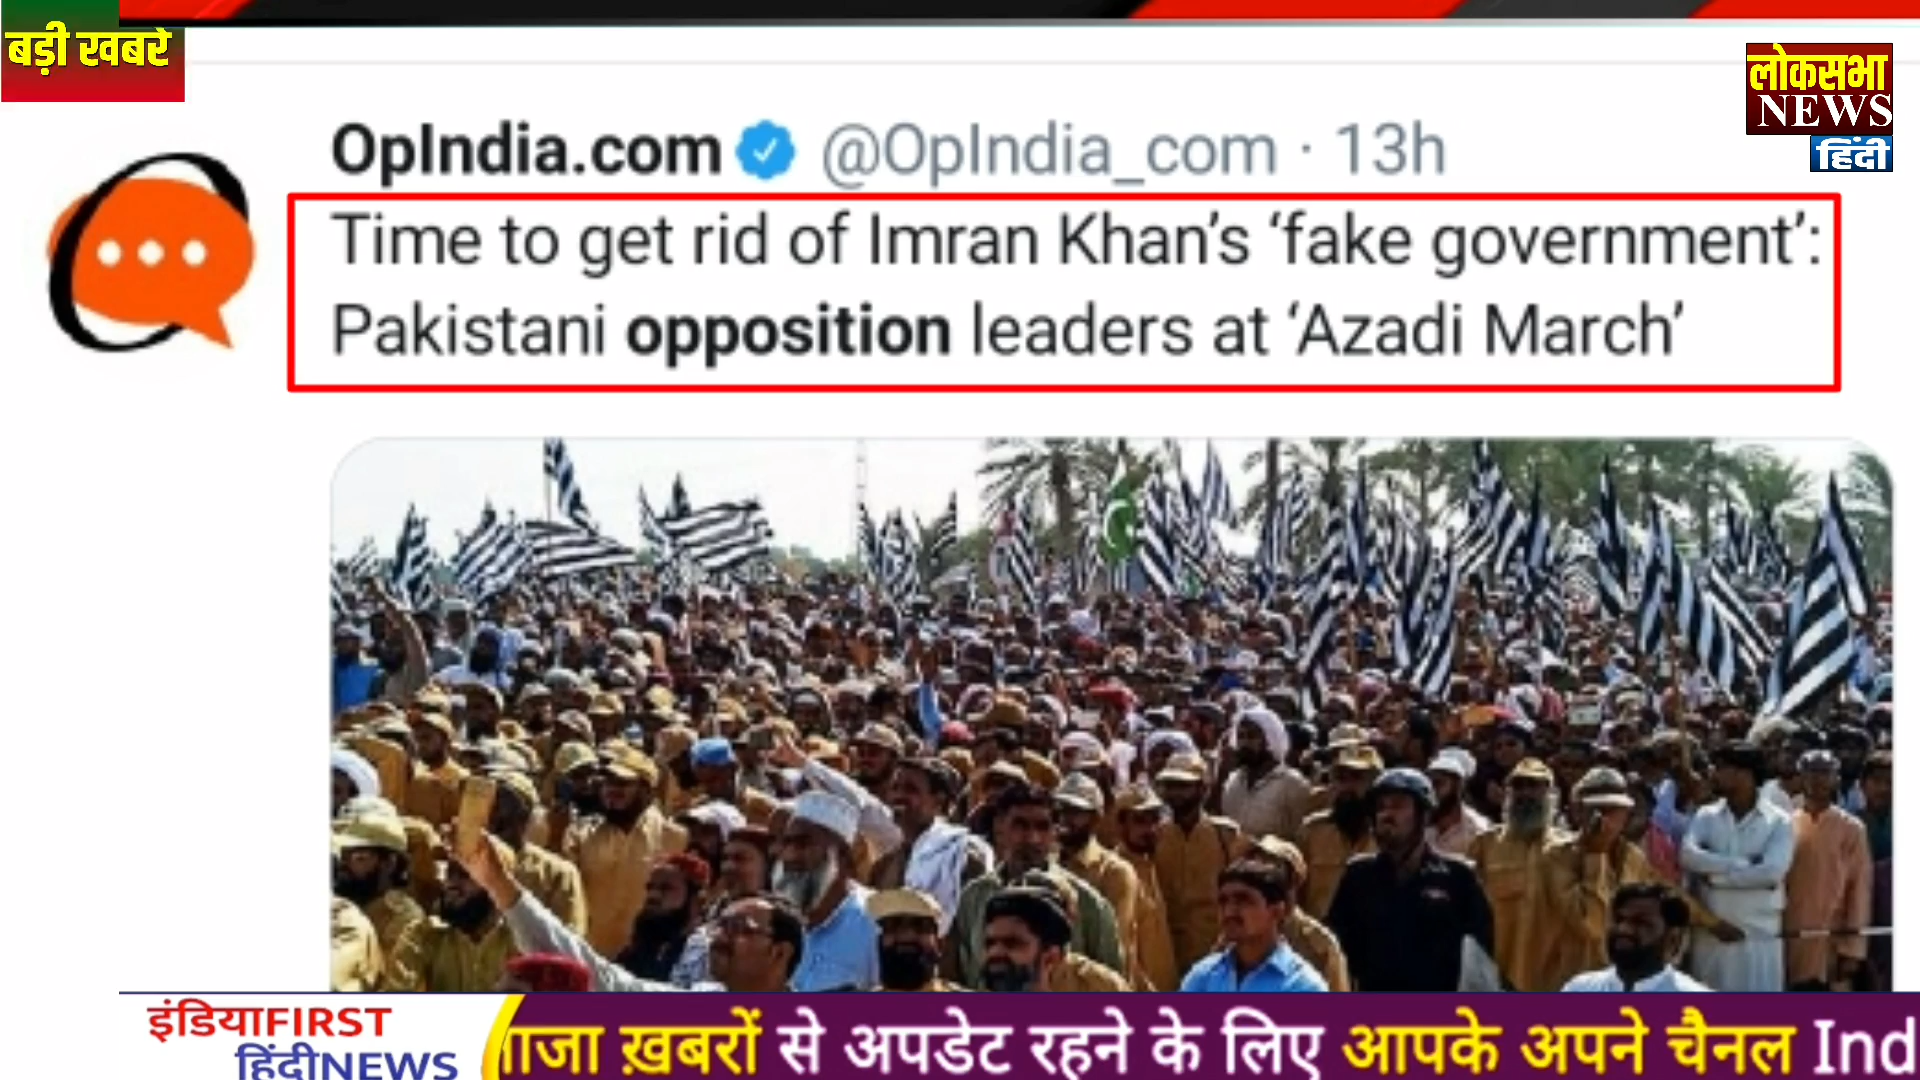 बड़ी खबरे
लोकसभा
NEWS
हिंदी
OpIndia.com @OpIndia_com · 13h
Time to get rid of Imran Khan's 'fake government':
Pakistani opposition leaders at 'Azadi March'
इंडियाFIRST
हिंदीNEWS
ाजा ख़बरों से अपडेट रहने के लिए आपके अपने चैनल Ind